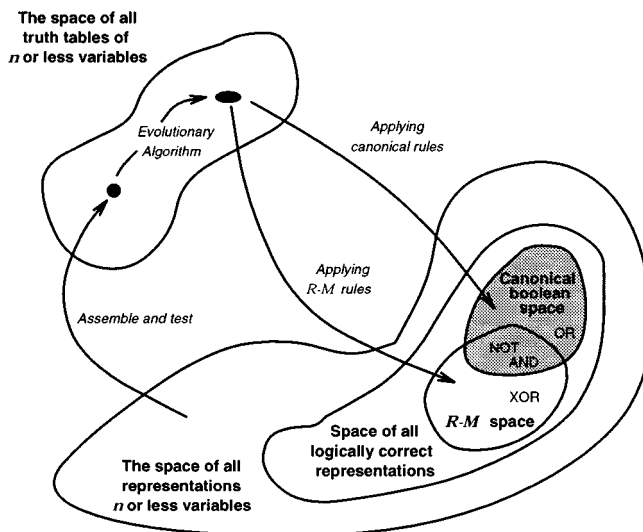 The space of all
truth tables of
n or less variables
Evolutionary
Algorithm
Applying
canonical rules
Applying
R-M rules
Assemble and test
Canonical
boolean
space
OR
NOT
AND
XOR
R-M space
Space of all
logically correct
representations
The space of all
representations
n or less variables